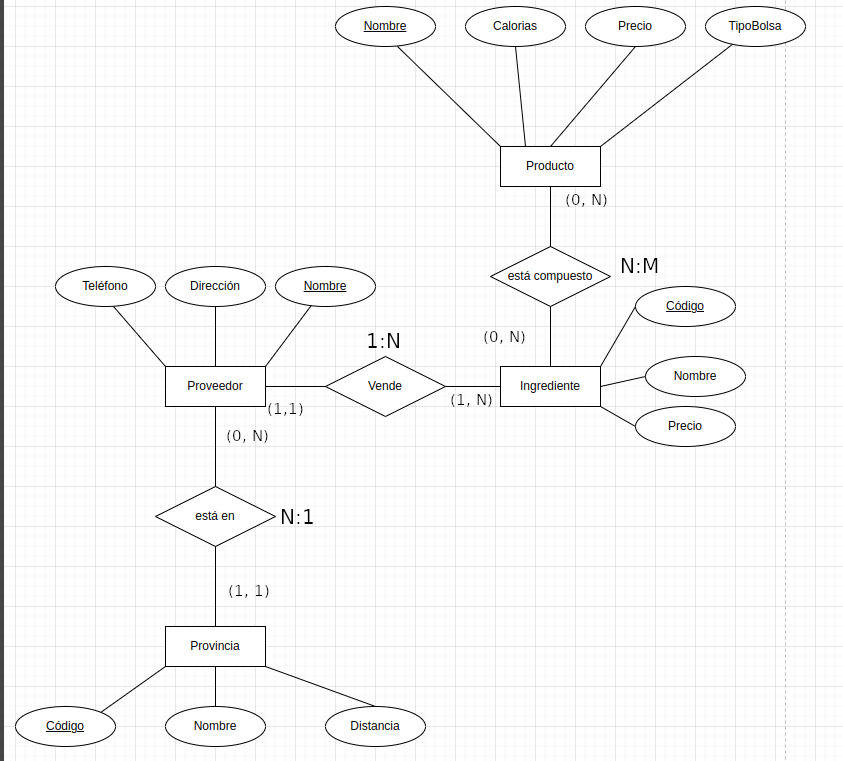 Nombre
Calorias
Precio
TipoBolsa
Producto
(0, N)
está compuesto
N:M
Teléfono
Dirección
Nombre
Código
(0, N)
1:N
Proveedor
Vende
Ingrediente
Nombre
(1,1)
(1, N)
Precio
(0, N)
está en
N:1
(1, 1)
Provincia
Código
Nombre
Distancia